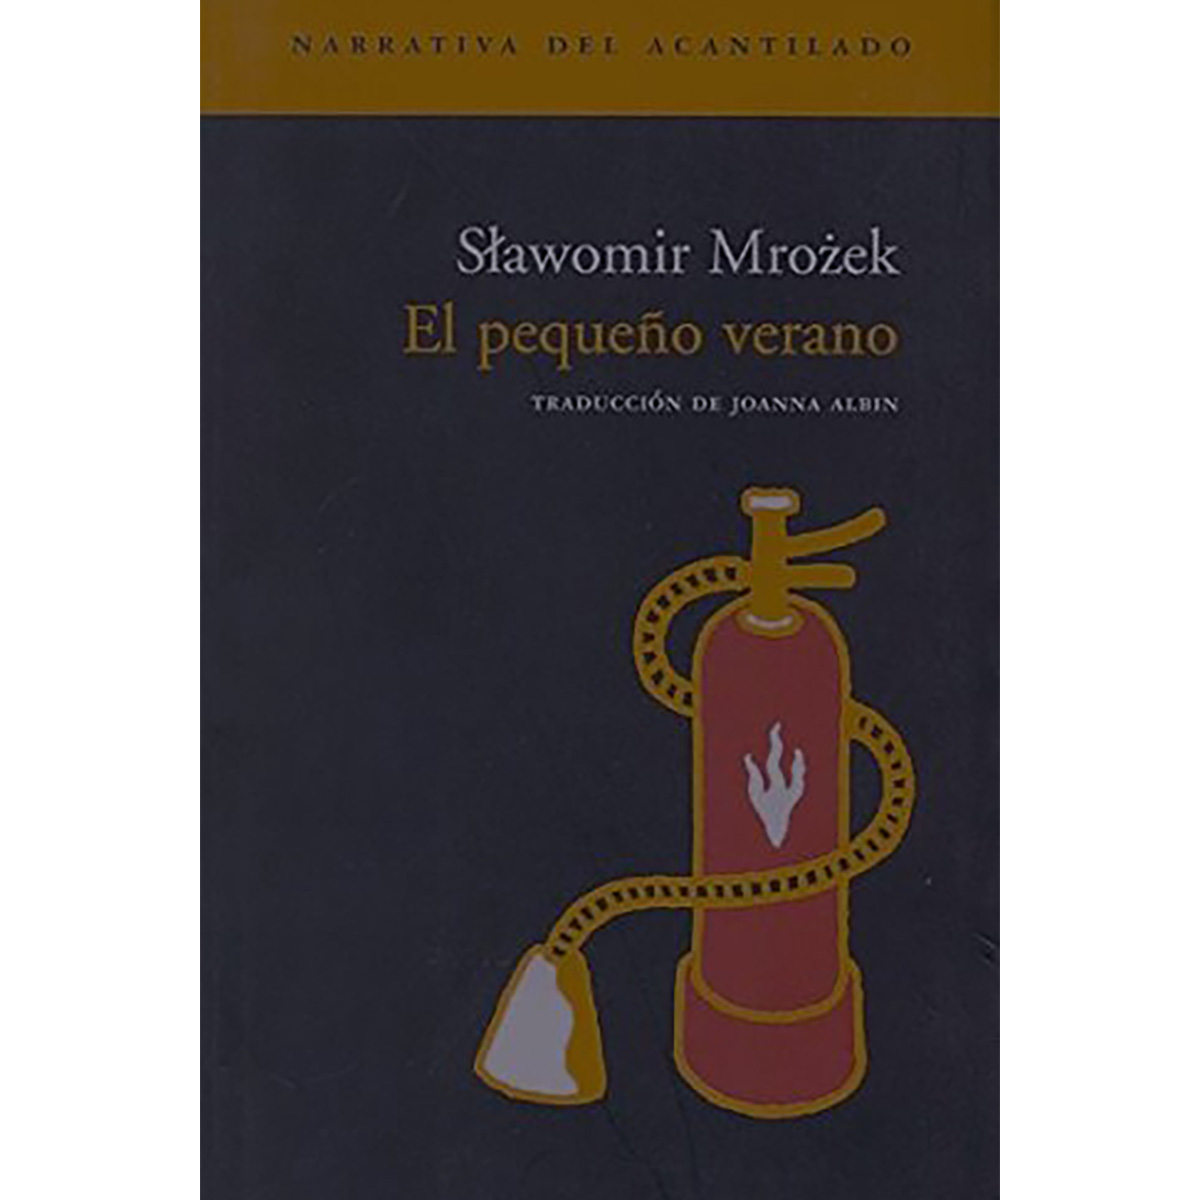 NARRATIVA DEL ACANTILADO
Sławomir Mrożek
El pequeño verano
TRADUCCIÓN DE JOANNA ALBIN